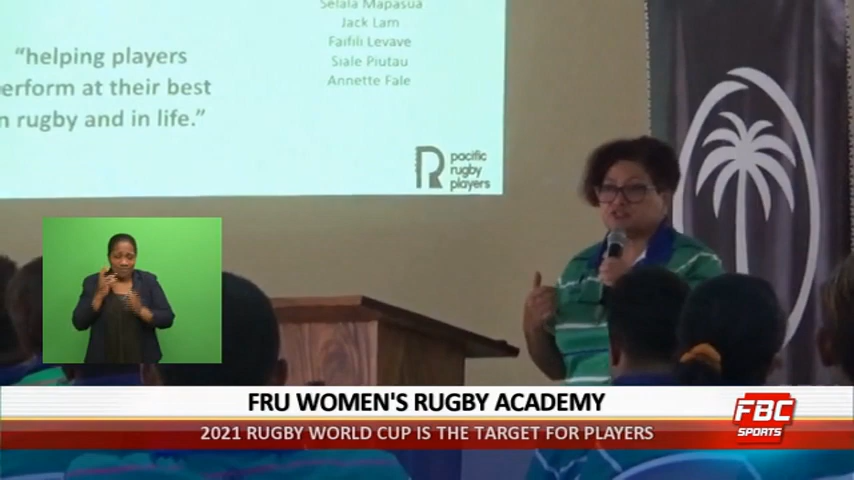 Selala Mapasua
Jack Lam
Faifili Levave
Siale Piutau
Annette Fale
“helping players
perform at their best
in rugby and in life.”
pacific
rugby
players
FRU WOMEN'S RUGBY ACADEMY
2021 RUGBY WORLD CUP IS THE TARGET FOR PLAYERS
FBC
SPORTS